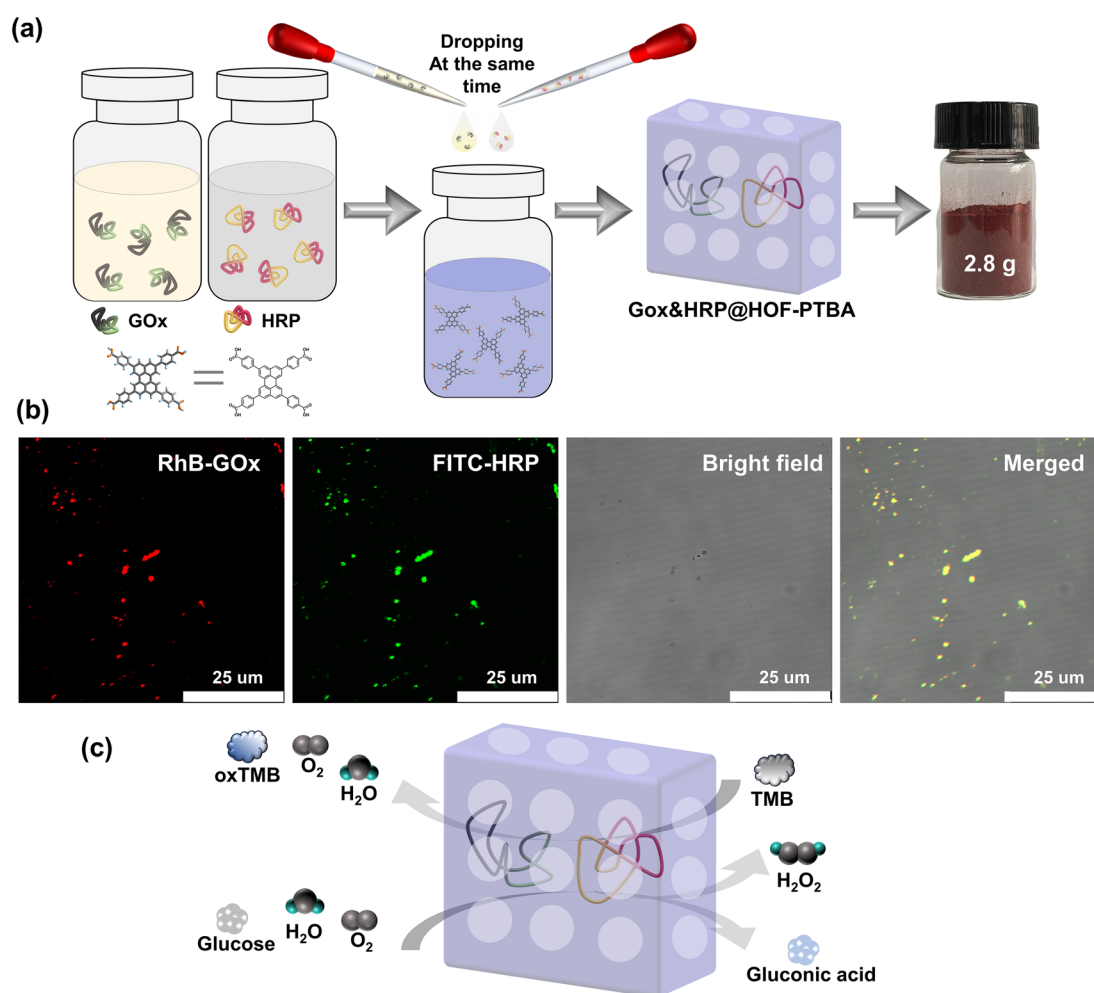 (a)
Dropping
At the same
time
GOx
HRP
Gox&HRP@HOF-PTBA
2.8 g
(b)
RhB-GOx
FITC-HRP
Bright field
Merged
25 um
25 um
25 um
25 um
(c)
oxTMB
O2
H2O
TMB
H2O2
Glucose
H2O
O2
Gluconic acid